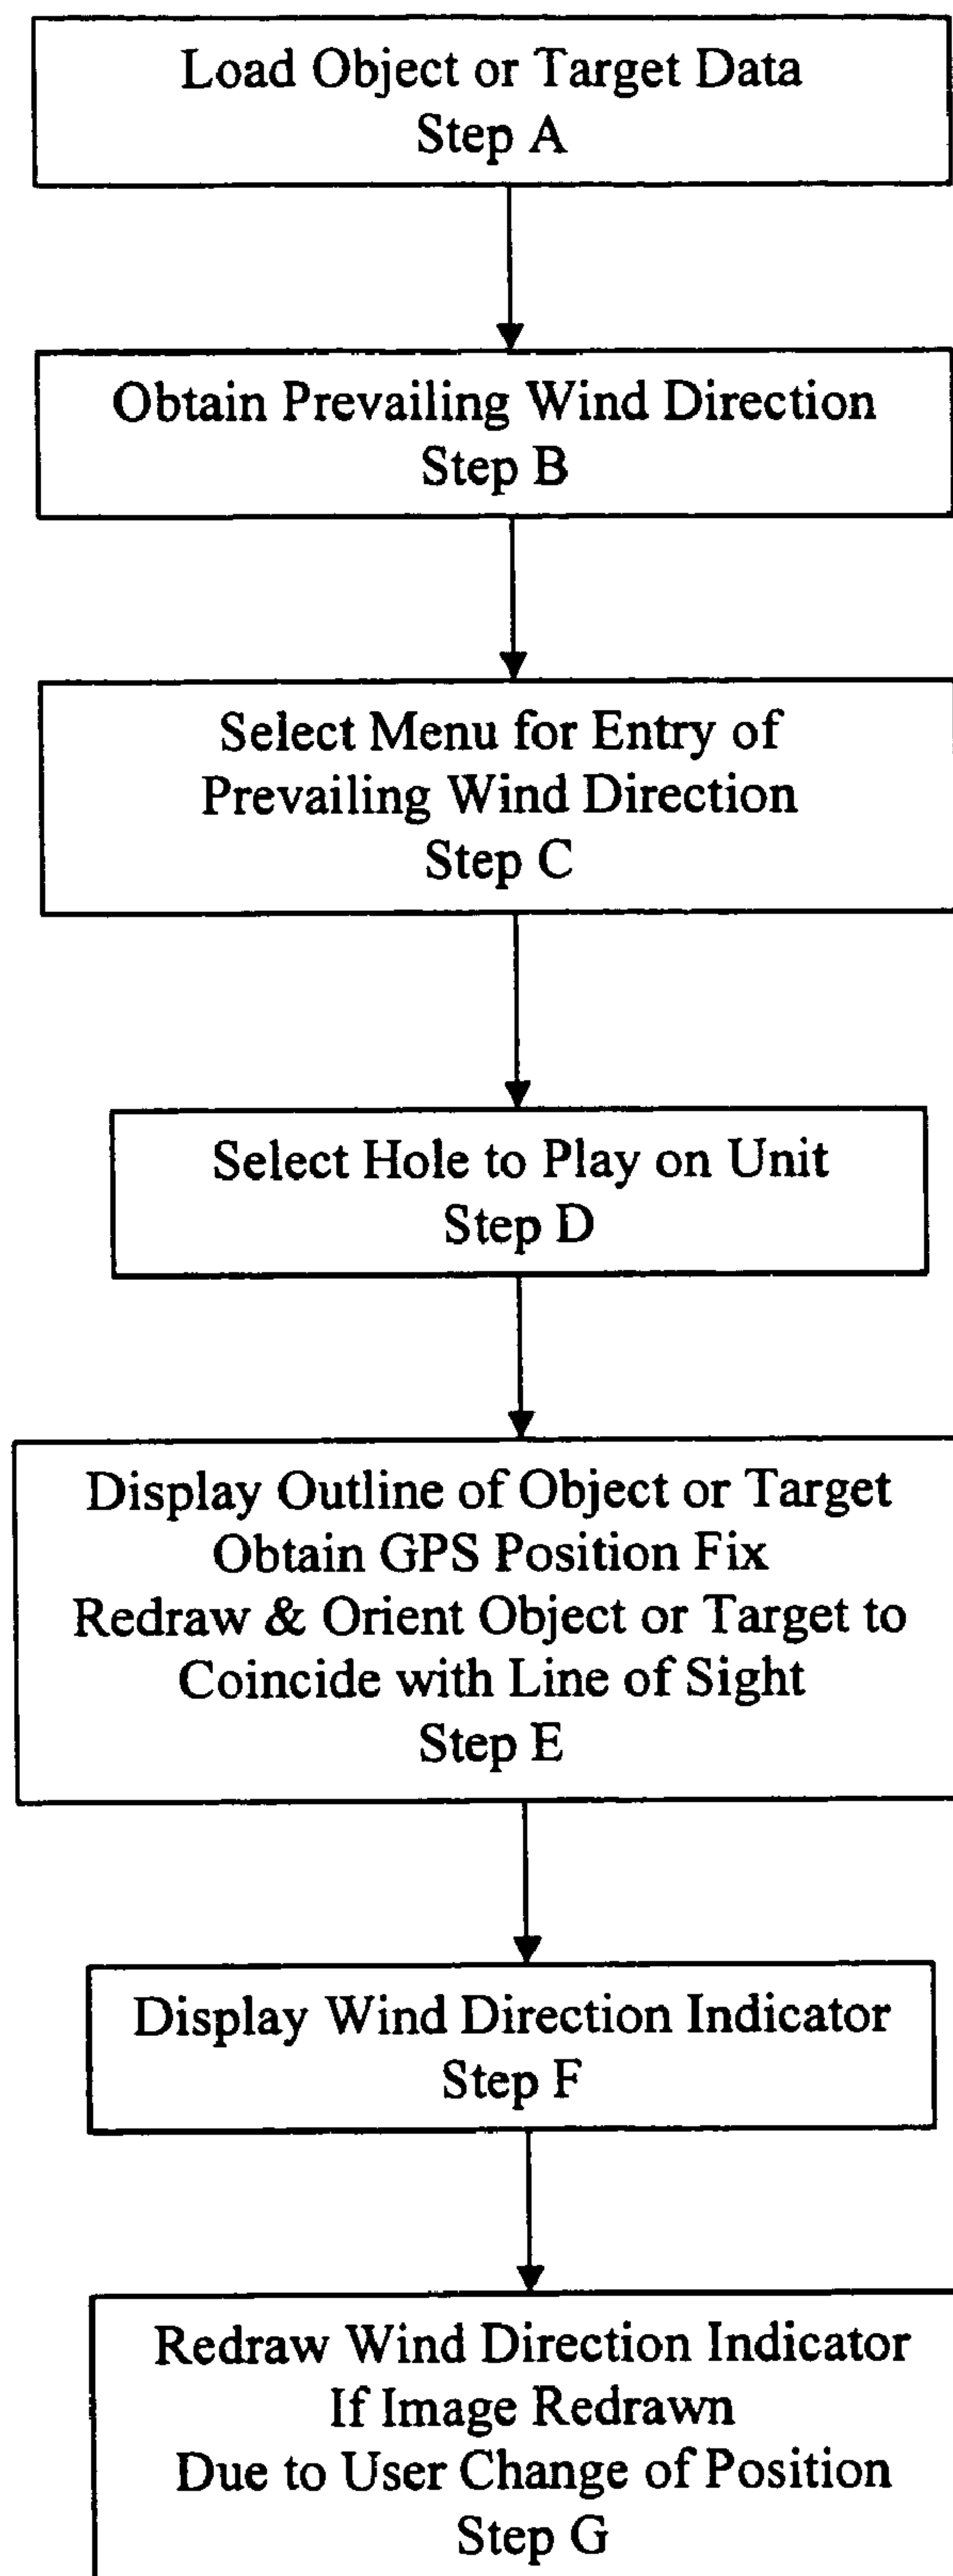 Load Object or Target Data
Step A
Obtain Prevailing Wind Direction
Step B
Select Menu for Entry of
Prevailing Wind Direction
Step C
Select Hole to Play on Unit
Step D
Display Outline of Object or Target
Obtain GPS Position Fix
Redraw & Orient Object or Target to
Coincide with Line of Sight
Step E
Display Wind Direction Indicator
Step F
Redraw Wind Direction Indicator
If Image Redrawn
Due to User Change of Position
Step G